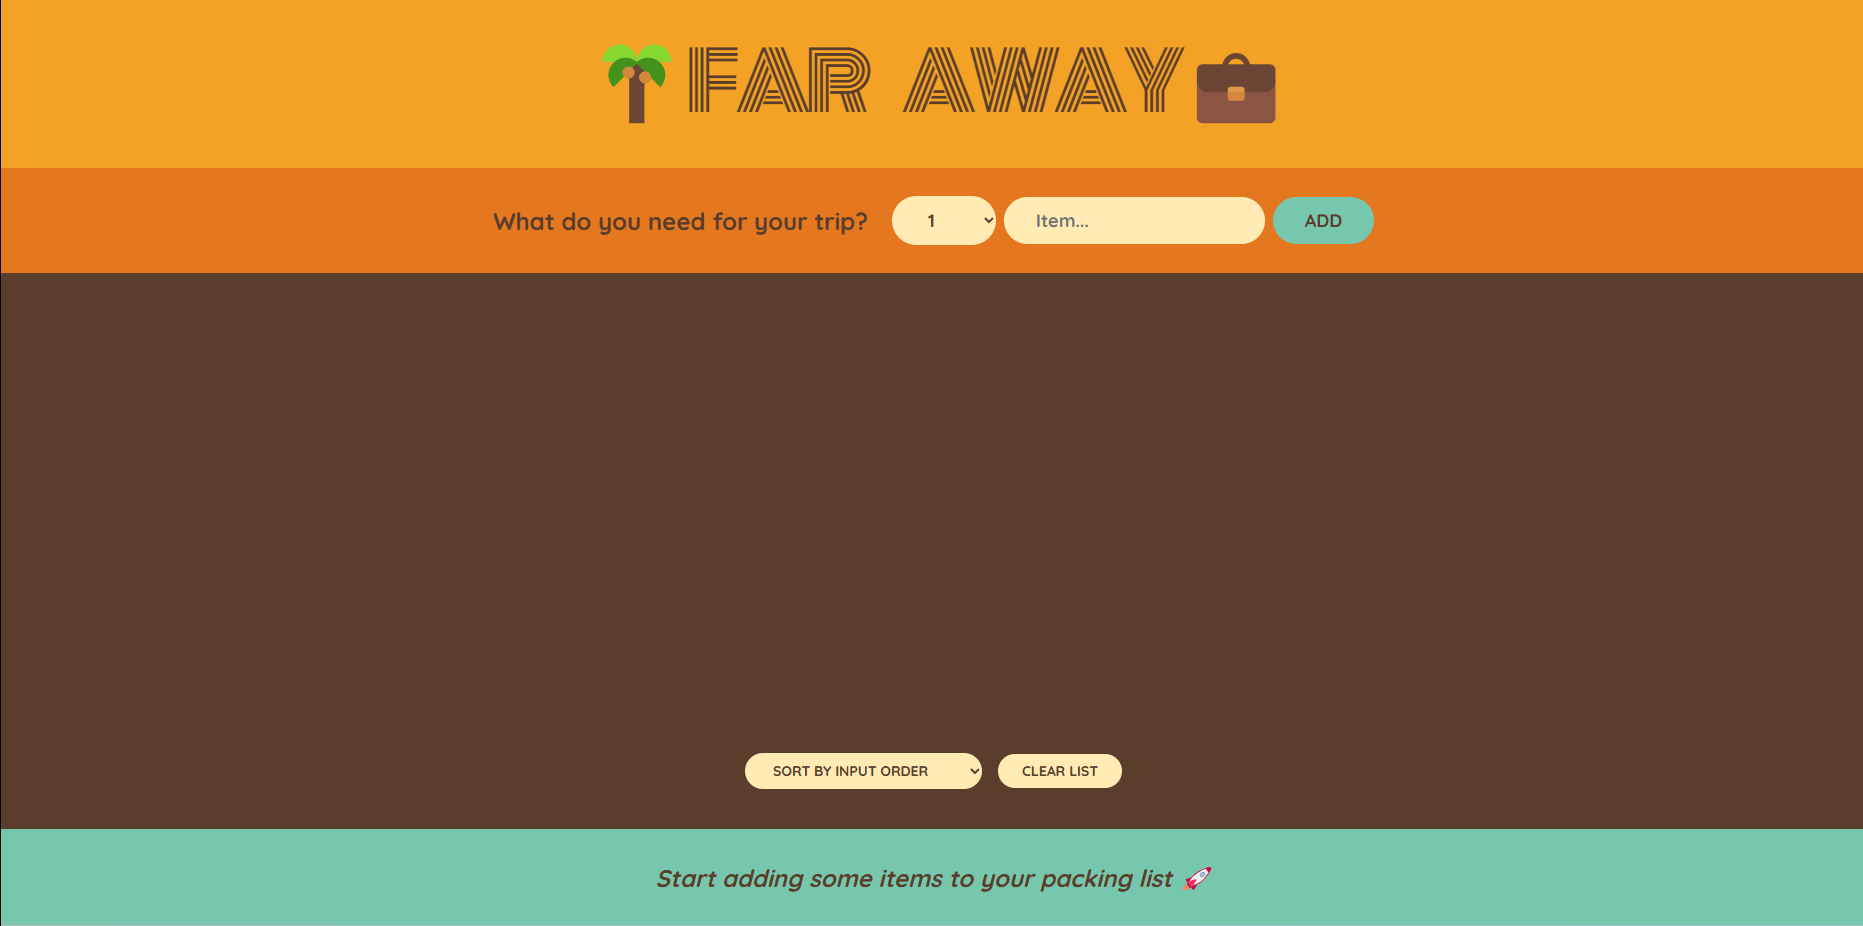 FAR AWAY
What do you need for your trip? 1 Item... ADD
SORT BY INPUT ORDER CLEAR LIST
Start adding some items to your packing list 🚀